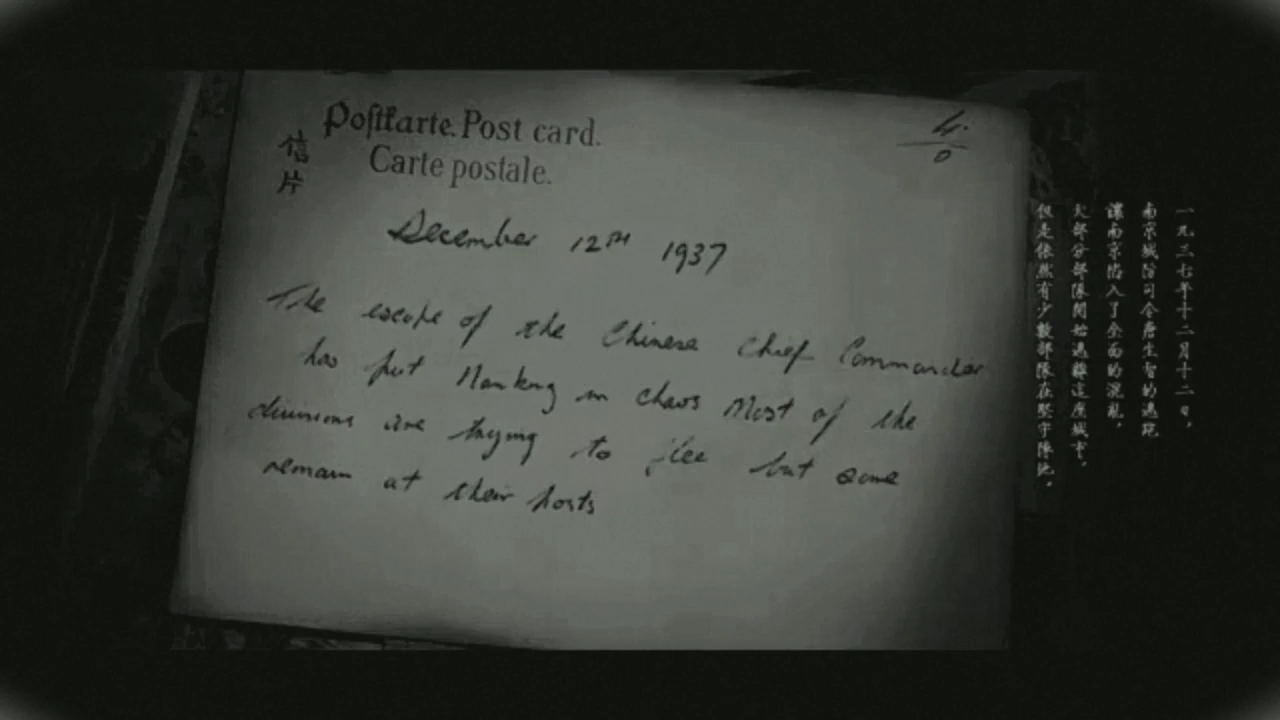 Postkarte. Post card.
Carte postale.
信
片
4.
0
December 12TH 1937
The escape of the Chinese Chief Commander
has put Nanking in chaos Most of the
divisions are trying to flee but some
remain at their posts
一九三七年十二月十二日，
南京城防司令唐生智的逃跑
讓南京陷入了全面的混亂，
大部分部隊開始逃離這座城市，
但是依然有少數部隊在堅守陣地。